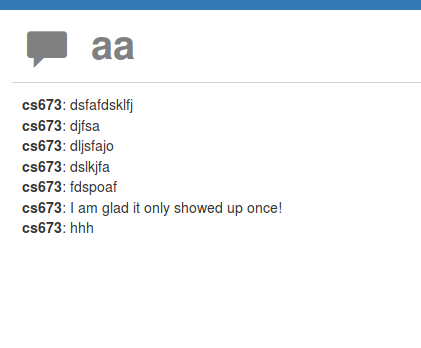 aa
cs673: dsfafdsklfj
cs673: djfsa
cs673: dljsfajo
cs673: dslkjfa
cs673: fdspoaf
cs673: I am glad it only showed up once!
cs673: hhh